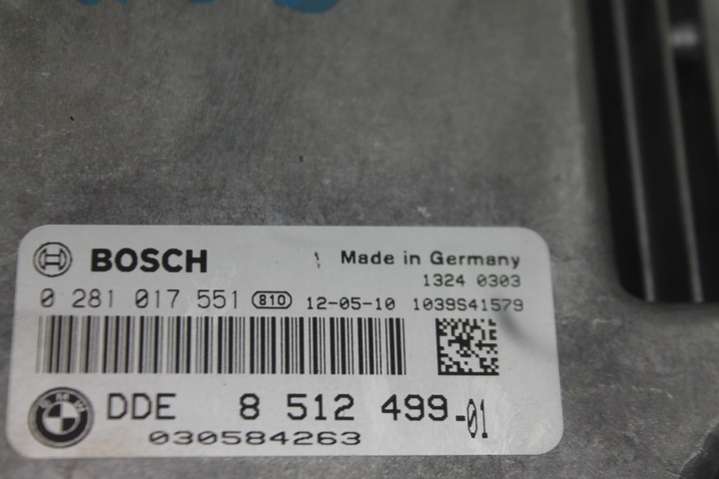 BOSCH
Made in Germany
1324 0303
0 281 017 551 810 12-05-10 1039S41579
DDE 8 512 499-01
030584263